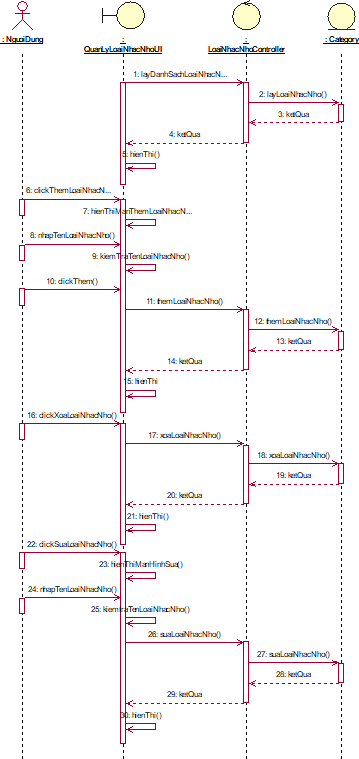 : NguoiDung
:
QuanLyLoaiNhacNhoUI
:
LoaiNhacNhoController
: Category
1: layDanhSachLoaiNhacN...
2: layLoaiNhacNho()
3: ketQua
4: ketQua
5: hienThi()
6: clickThemLoaiNhacN...
7: hienThiManThemLoaiNhacN...
8: nhapTenLoaiNhacNho()
9: kiemTraTenLoaiNhacNho()
10: clickThem()
11: themLoaiNhacNho()
12: themLoaiNhacNho()
13: ketQua
14: ketQua
15: hienThi
16: clickXoaLoaiNhacNho()
17: xoaLoaiNhacNho()
18: xoaLoaiNhacNho()
19: ketQua
20: ketQua
21: hienThi()
22: clickSuaLoaiNhacNho()
23: hienThiManHinhSua()
24: nhapTenLoaiNhacNho()
25: kiemtraTenLoaiNhacNho()
26: suaLoaiNhacNho()
27: suaLoaiNhacNho()
28: ketQua
29: ketQua
30: hienThi()